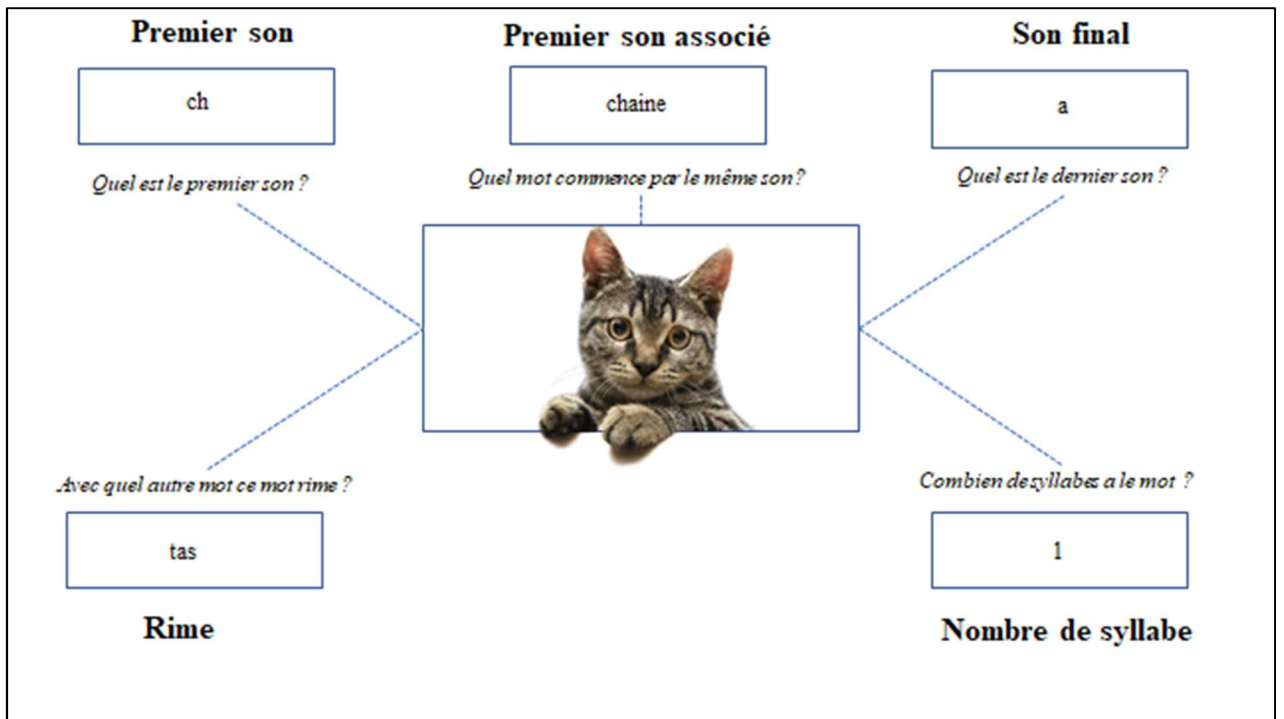 Premier son
Premier son associé
Son final
ch
chaine
a
Quel est le premier son ?
Quel mot commence par le même son ?
Quel est le dernier son ?
Avec quel autre mot ce mot rime ?
Combien de syllabes a le mot ?
tas
1
Rime
Nombre de syllabe